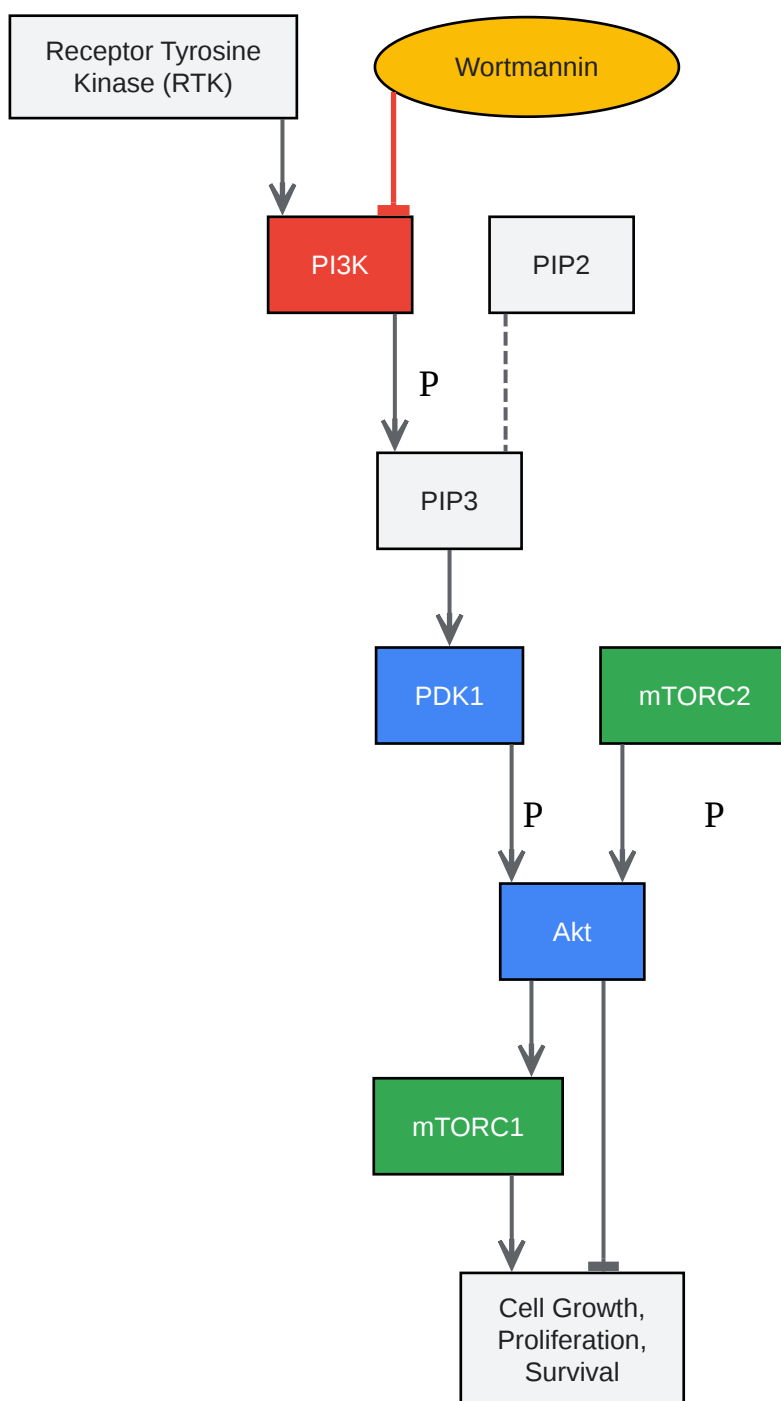 Receptor Tyrosine
Kinase (RTK)
Wortmannin
PI3K
PIP2
P
PIP3
PDK1
mTORC2
P
P
Akt
mTORC1
Cell Growth,
Proliferation,
Survival